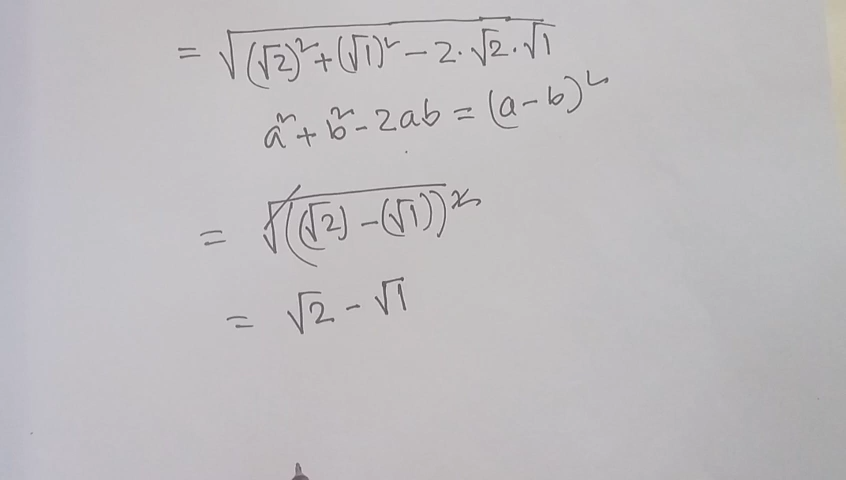 = √((√2)² + (√1)² - 2·√2·√1)
a² + b² - 2ab = (a - b)²
= √((√2) - (√1))²
= √2 - √1